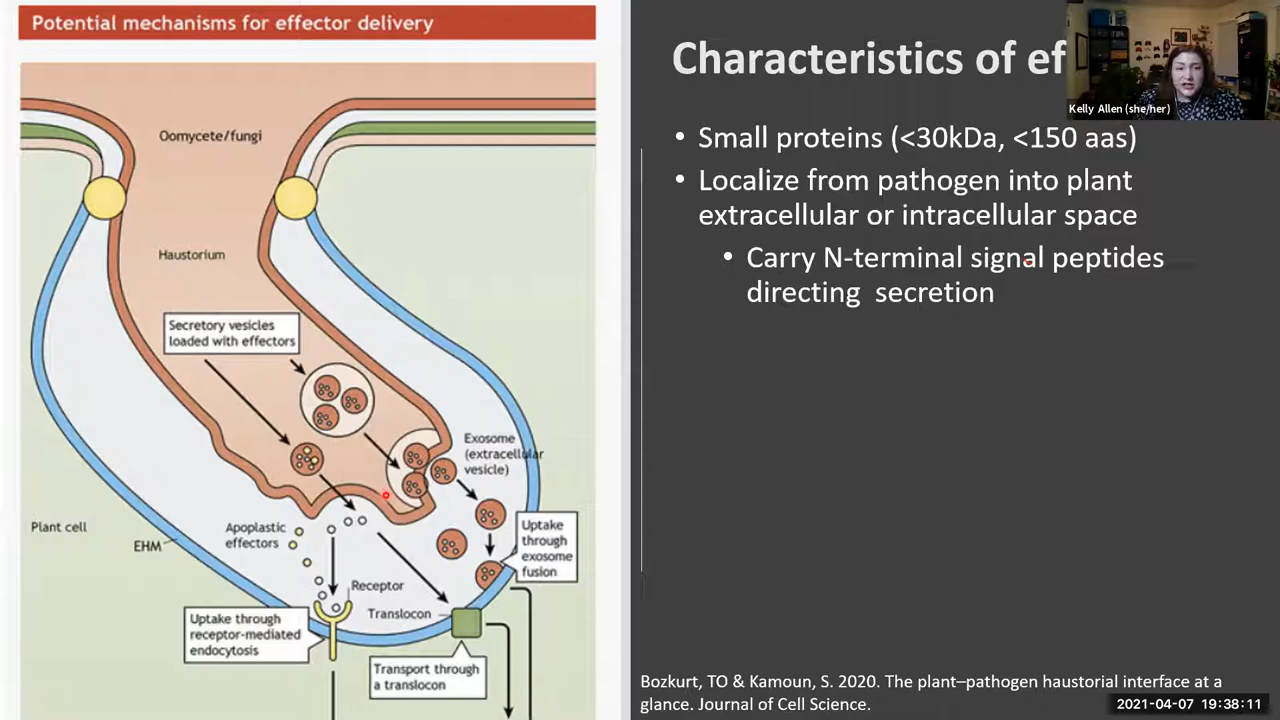 Potential mechanisms for effector delivery
Oomycete/fungi
Haustorium
Secretory vesicles
loaded with effectors
Exosome
(extracellular
vesicle)
Plant cell
EHM
Apoplastic
effectors
Uptake
through
exosome
fusion
Receptor
Translocon
Uptake through
receptor-mediated
endocytosis
Transport through
a translocon
Characteristics of ef
Kelly Allen (she/her)
• Small proteins (<30kDa, <150 aas)
• Localize from pathogen into plant
extracellular or intracellular space
• Carry N-terminal signal peptides
directing secretion
Bozkurt, TO & Kamoun, S. 2020. The plant–pathogen haustorial interface at a
glance. Journal of Cell Science.
2021-04-07 19:38:11